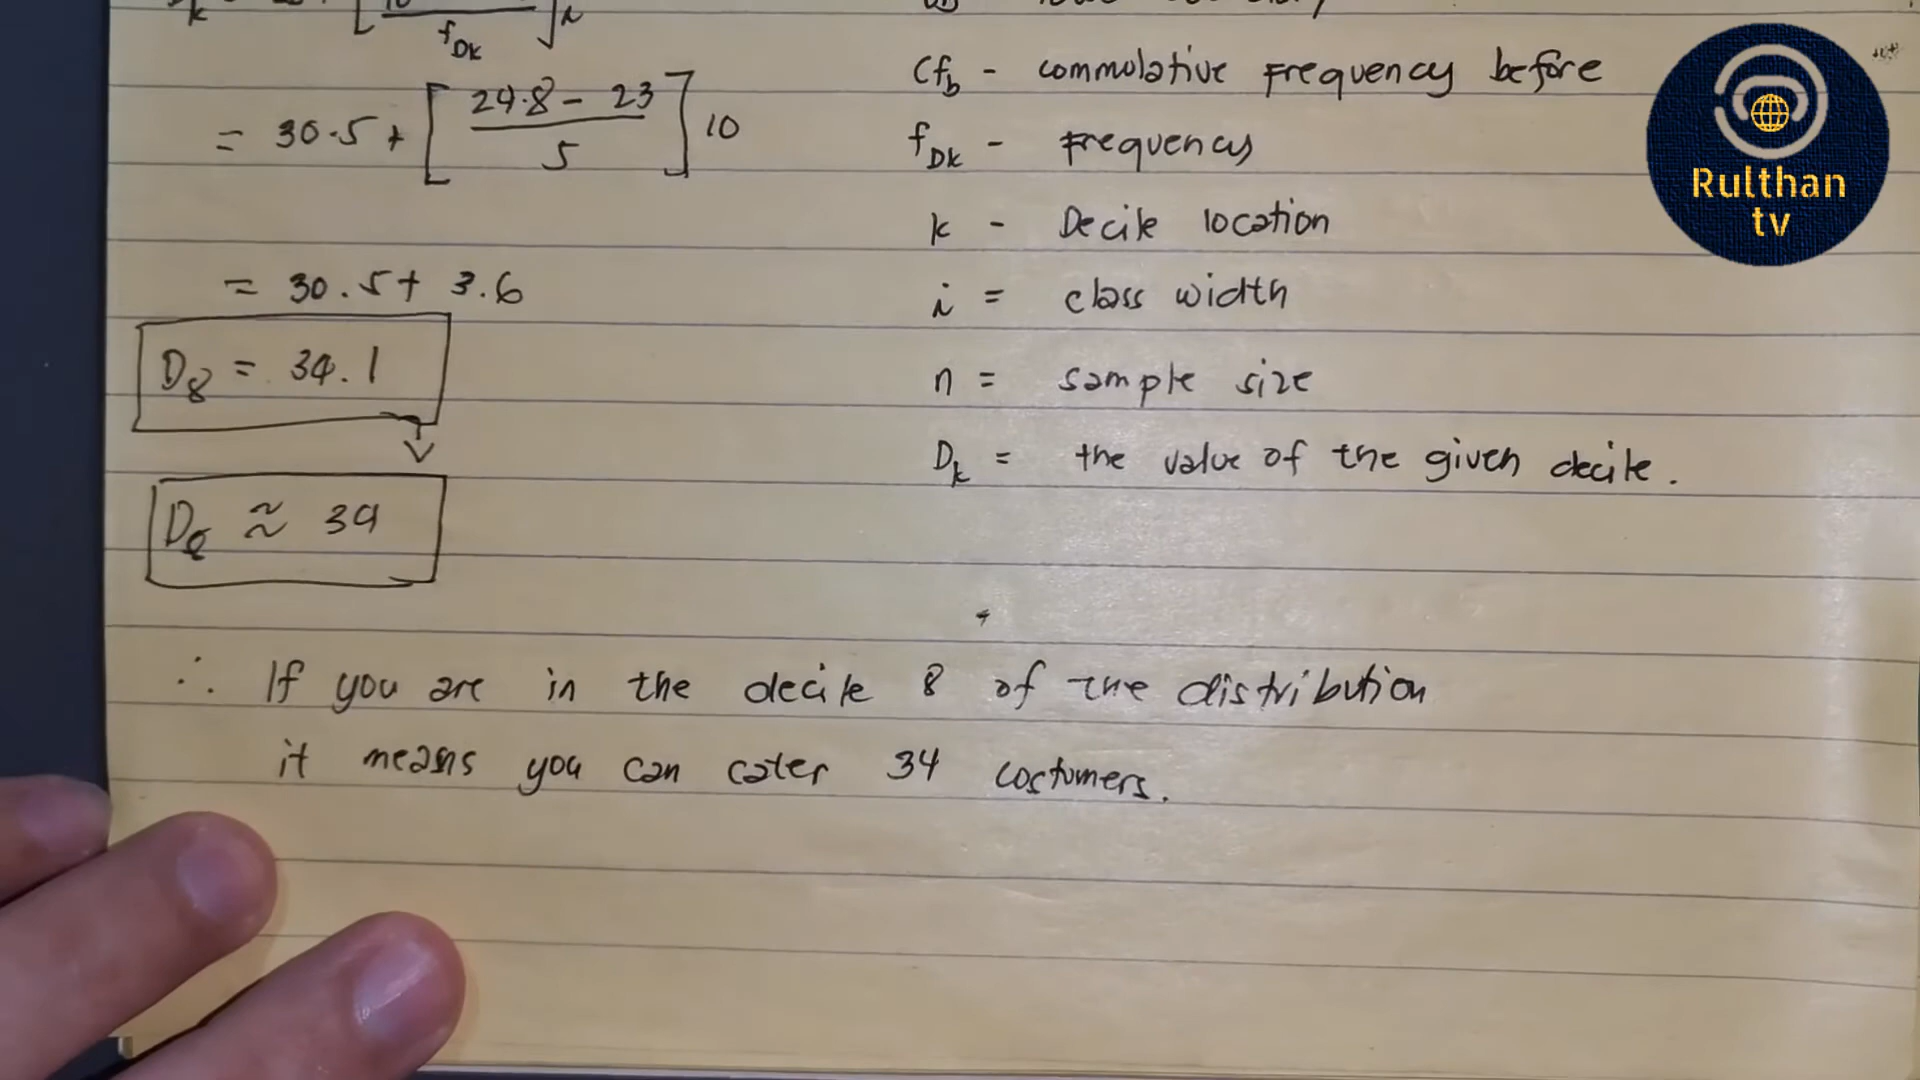 f_Dk
= 30.5 + [ 24.8 - 23 / 5 ] 10
= 30.5 + 3.6
D8 = 34.1
D8 ≈ 34
Cf_b - commulative Frequency before
f_Dk - Frequency
k - Decile location
i = class width
n = sample size
D_k = the value of the given decile.
∴ If you are in the decile 8 of the distribution
it means you can cater 34 costumers.
Rulthan
tv